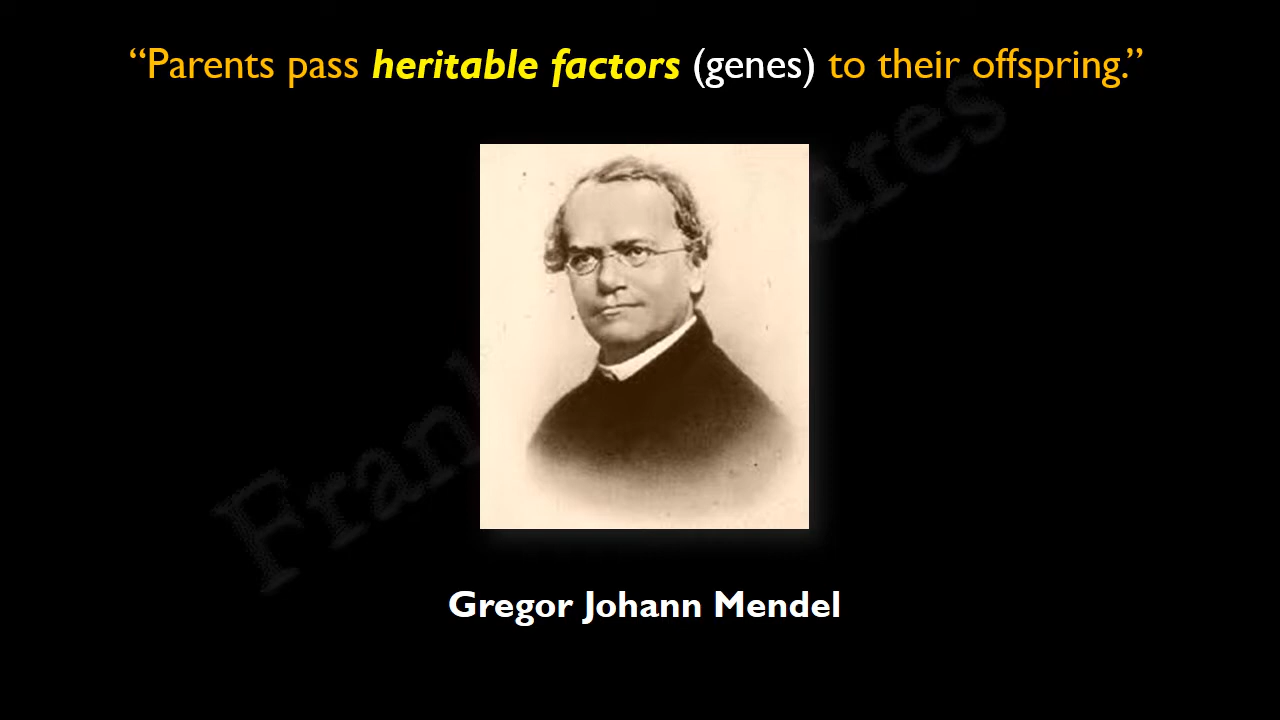 “Parents pass heritable factors (genes) to their offspring.”
Gregor Johann Mendel